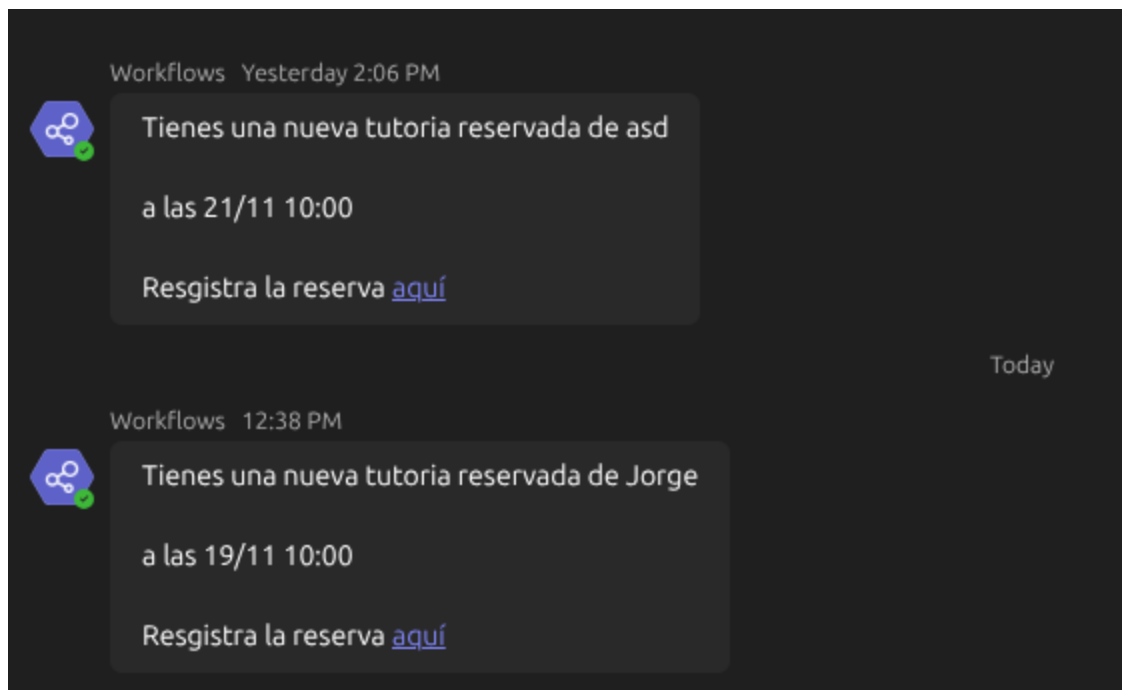 Workflows Yesterday 2:06 PM
Tienes una nueva tutoria reservada de asd
a las 21/11 10:00
Resgistra la reserva aquí
Today
Workflows 12:38 PM
Tienes una nueva tutoria reservada de Jorge
a las 19/11 10:00
Resgistra la reserva aquí